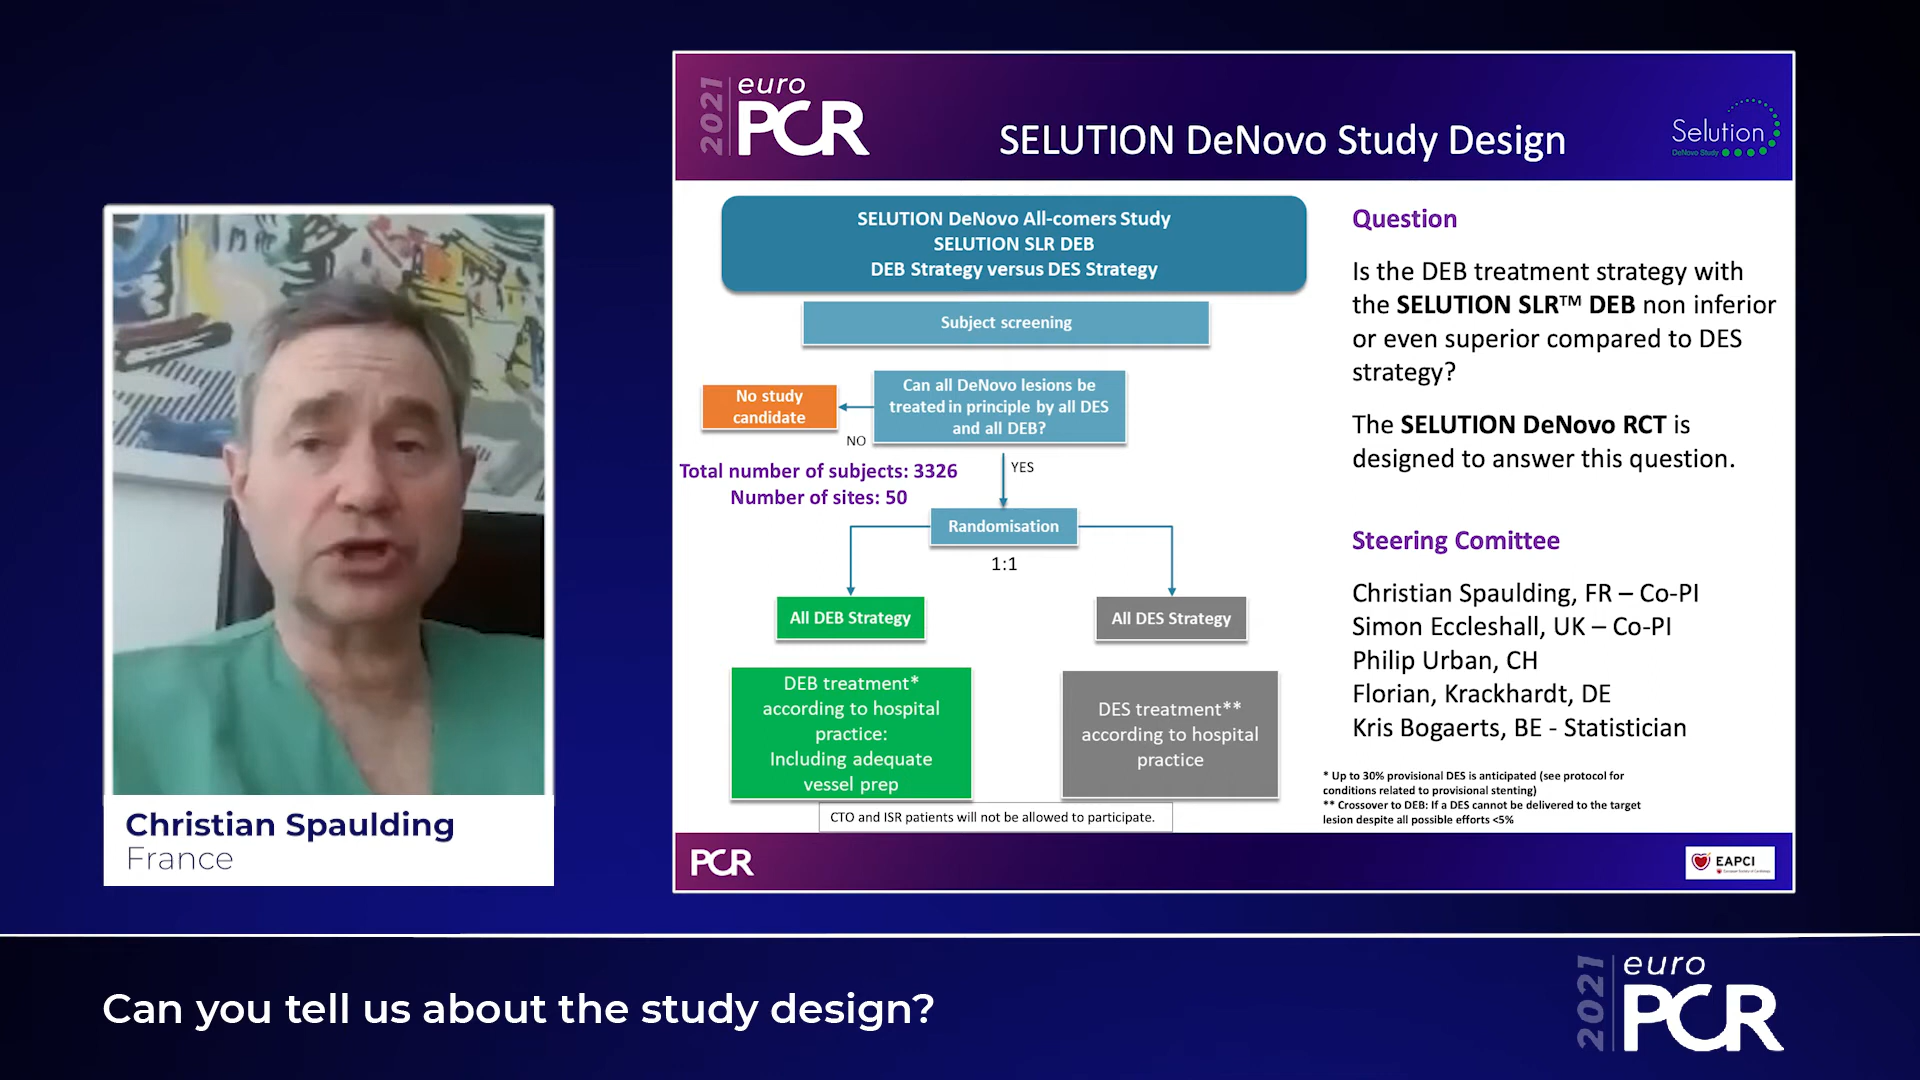 2021
euro
PCR
SELUTION DeNovo Study Design
Selution
DeNovo Study
SELUTION DeNovo All-comers Study
SELUTION SLR DEB
DEB Strategy versus DES Strategy
Subject screening
Can all DeNovo lesions be
treated in principle by all DES
and all DEB?
No study
candidate
NO
YES
Total number of subjects: 3326
Number of sites: 50
Randomisation
1:1
All DEB Strategy
All DES Strategy
DEB treatment*
according to hospital
practice:
Including adequate
vessel prep
DES treatment**
according to hospital
practice
CTO and ISR patients will not be allowed to participate.
Question
Is the DEB treatment strategy with
the SELUTION SLR™ DEB non inferior
or even superior compared to DES
strategy?
The SELUTION DeNovo RCT is
designed to answer this question.
Steering Comittee
Christian Spaulding, FR – Co-PI
Simon Eccleshall, UK – Co-PI
Philip Urban, CH
Florian, Krackhardt, DE
Kris Bogaerts, BE - Statistician
* Up to 30% provisional DES is anticipated (see protocol for
conditions related to provisional stenting)
** Crossover to DEB: If a DES cannot be delivered to the target
lesion despite all possible efforts <5%
PCR
EAPCI
Christian Spaulding
France
Can you tell us about the study design?
2021
euro
PCR